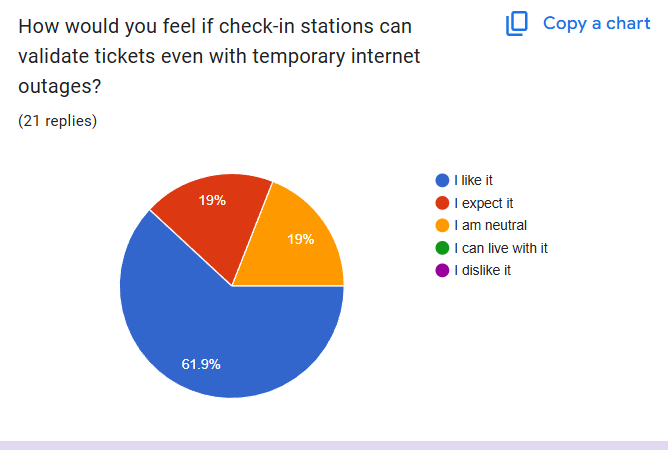 How would you feel if check-in stations can
validate tickets even with temporary internet
outages?
Copy a chart
(21 replies)
I like it
I expect it
I am neutral
I can live with it
I dislike it
19%
19%
61.9%